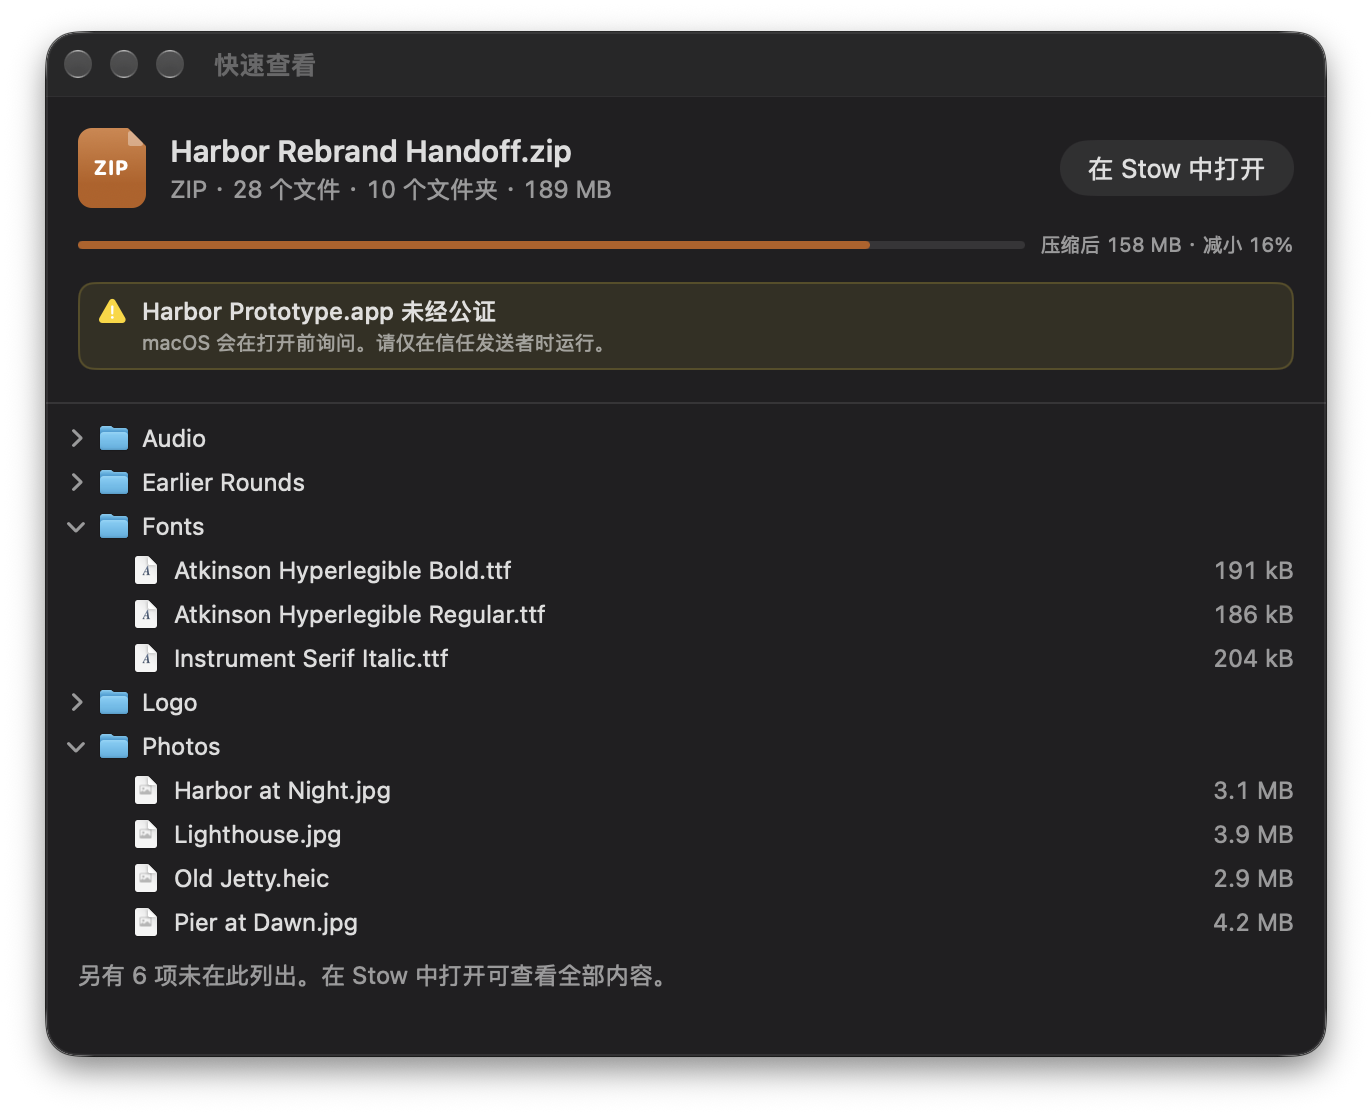 快速查看
ZIP
Harbor Rebrand Handoff.zip
ZIP · 28 个文件 · 10 个文件夹 · 189 MB
在 Stow 中打开
压缩后 158 MB · 减小 16%
Harbor Prototype.app 未经公证
macOS 会在打开前询问。请仅在信任发送者时运行。
Audio
Earlier Rounds
Fonts
Atkinson Hyperlegible Bold.ttf 191 kB
Atkinson Hyperlegible Regular.ttf 186 kB
Instrument Serif Italic.ttf 204 kB
Logo
Photos
Harbor at Night.jpg 3.1 MB
Lighthouse.jpg 3.9 MB
Old Jetty.heic 2.9 MB
Pier at Dawn.jpg 4.2 MB
另有 6 项未在此列出。在 Stow 中打开可查看全部内容。